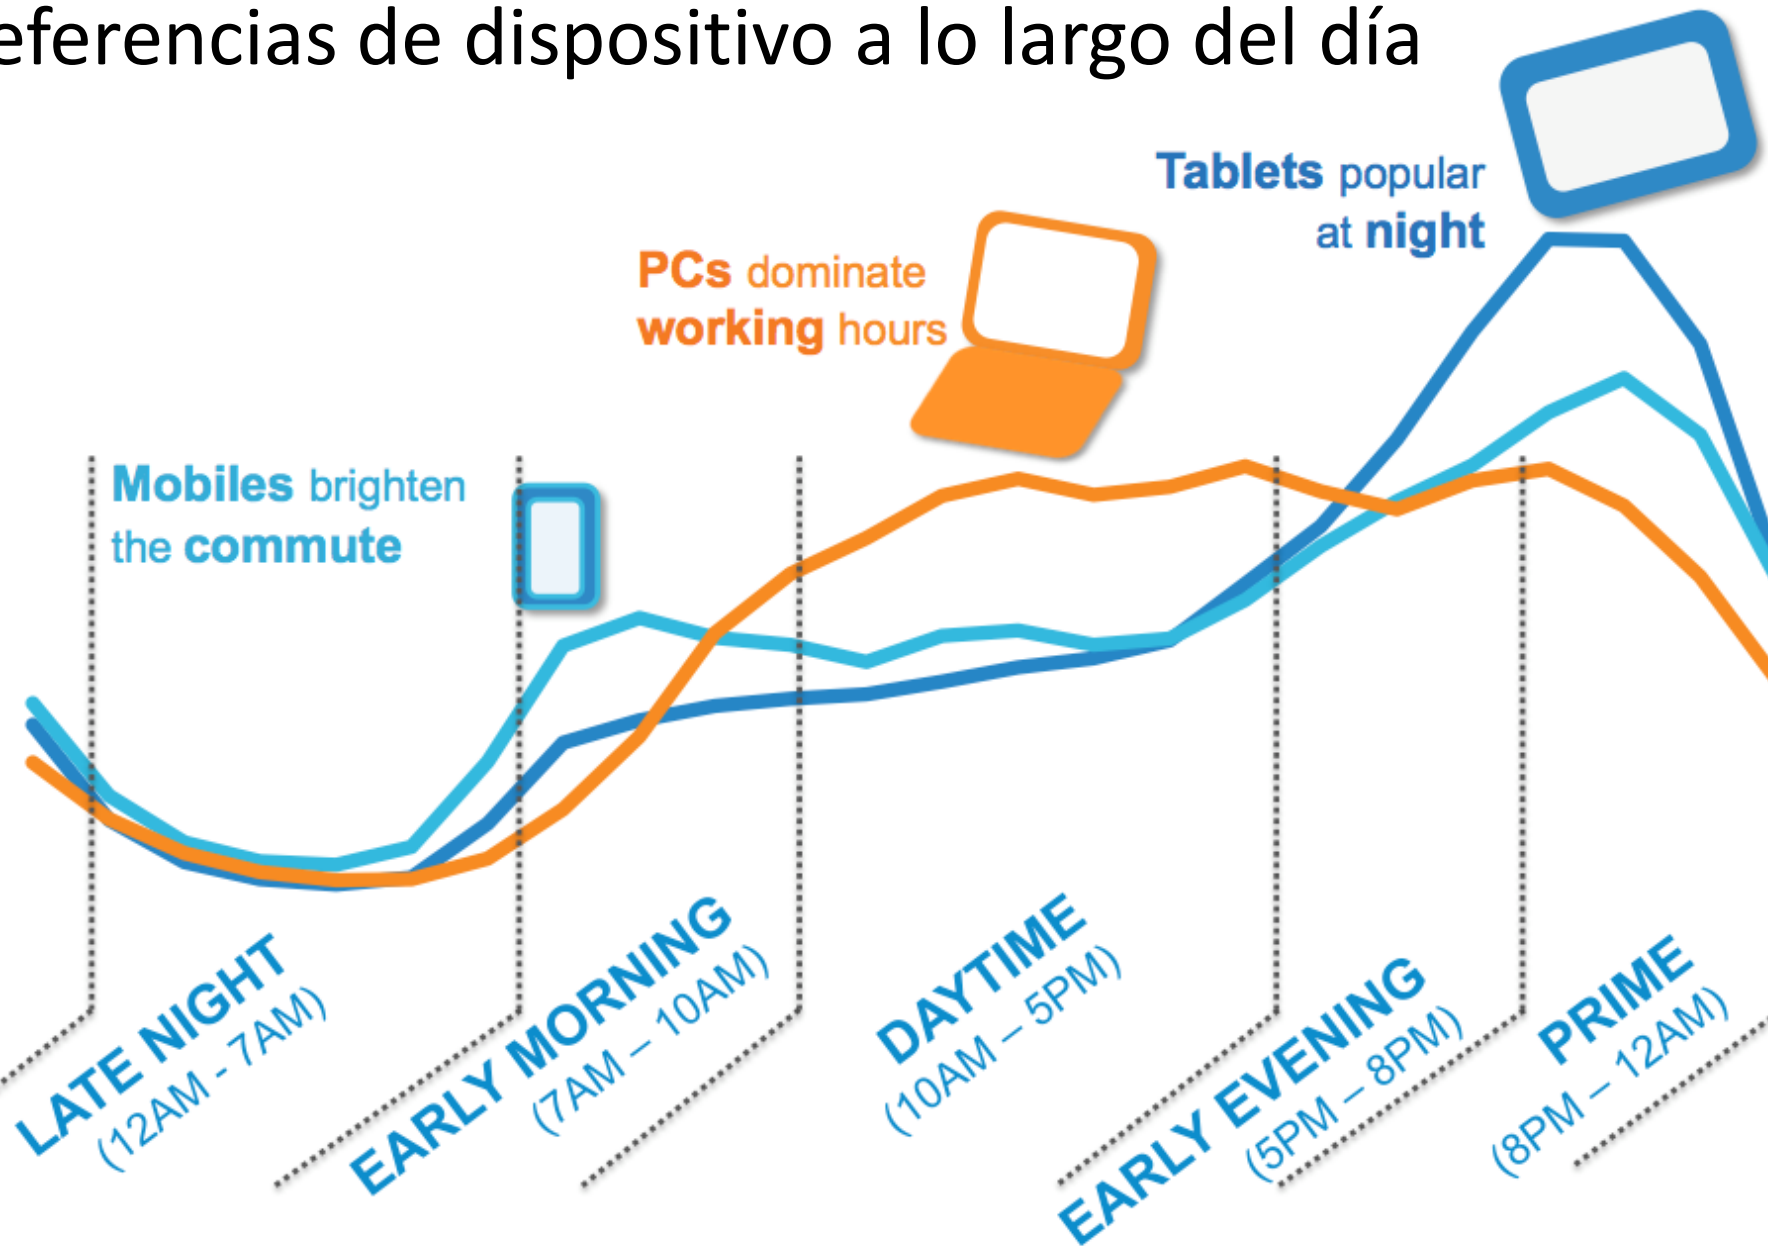 eferencias de dispositivo a lo largo del día
Tablets popular
at night
PCs dominate
working hours
Mobiles brighten
the commute
LATE NIGHT
(12AM - 7AM)
EARLY MORNING
(7AM – 10AM)
DAYTIME
(10AM – 5PM)
EARLY EVENING
(5PM – 8PM)
PRIME
(8PM – 12AM)